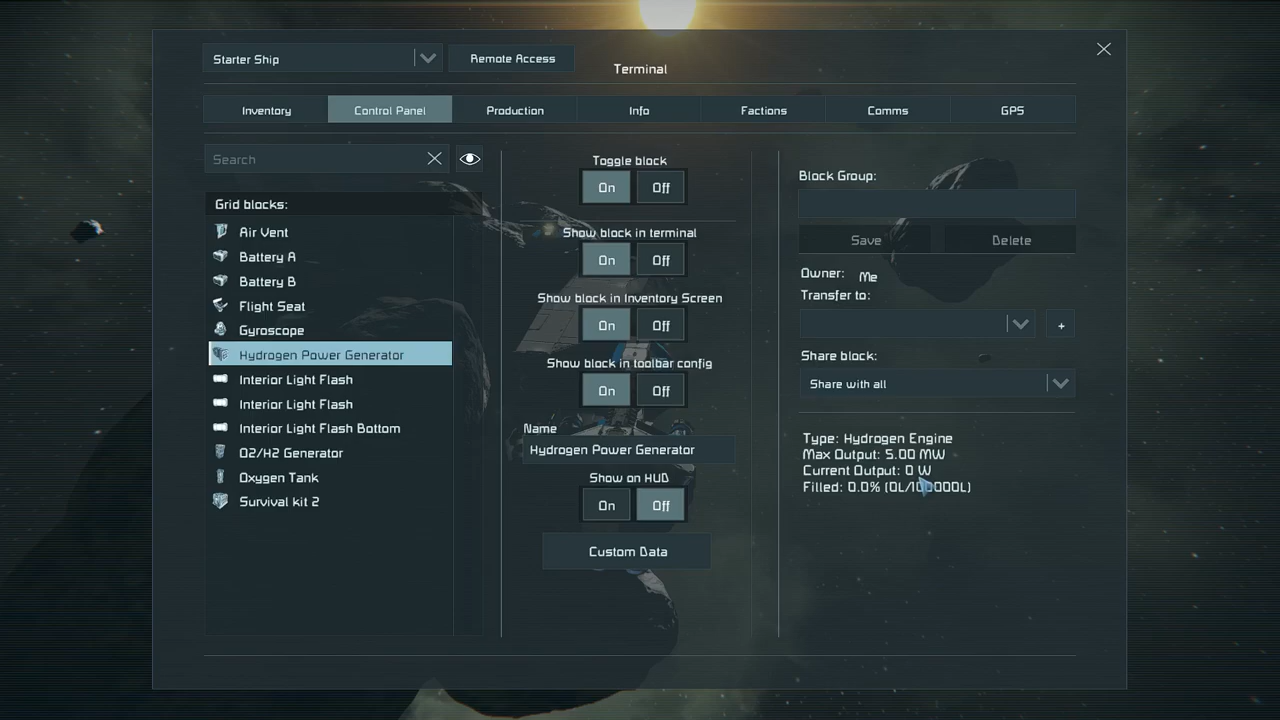 Starter Ship
Remote Access
Terminal
Inventory
Control Panel
Production
Info
Factions
Comms
GPS
Search
Grid blocks:
Air Vent
Battery A
Battery B
Flight Seat
Gyroscope
Hydrogen Power Generator
Interior Light Flash
Interior Light Flash
Interior Light Flash Bottom
O2/H2 Generator
Oxygen Tank
Survival kit 2
Toggle block
On Off
Show block in terminal
On Off
Show block in Inventory Screen
On Off
Show block in toolbar config
On Off
Name
Hydrogen Power Generator
Show on HUD
On Off
Custom Data
Block Group:
Save Delete
Owner: Me
Transfer to:
+
Share block:
Share with all
Type: Hydrogen Engine
Max Output: 5.00 MW
Current Output: 0 W
Filled: 0.0% (0L/100000L)